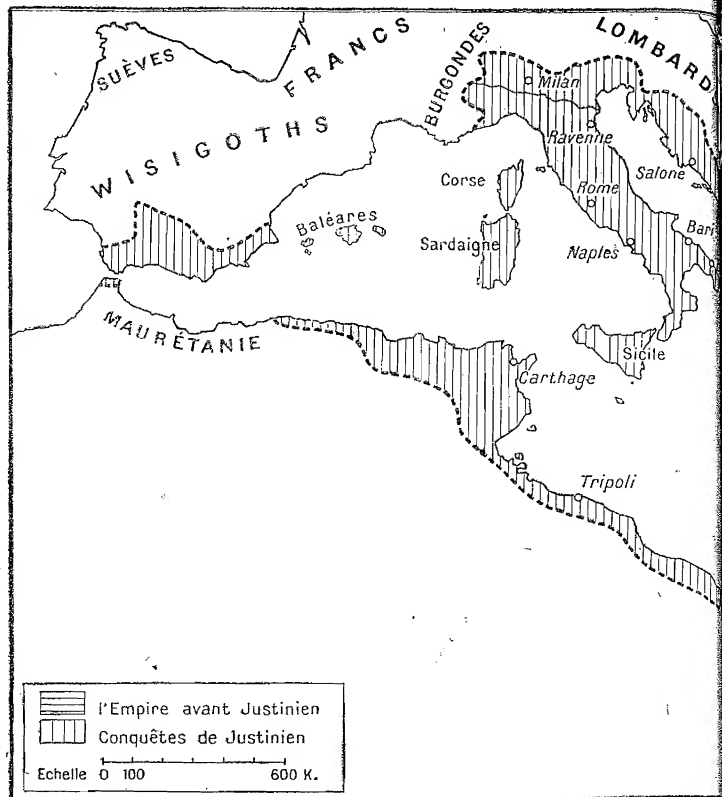 SUÈVES
FRANCS
BURGONDES
LOMBARD
WISIGOTHS
Milan
Ravenne
Salone
Corse
Rome
Bari
Baléares
Sardaigne
Naples
MAURÉTANIE
Sicile
Carthage
Tripoli
l'Empire avant Justinien
Conquêtes de Justinien
Echelle 0 100 600 K.